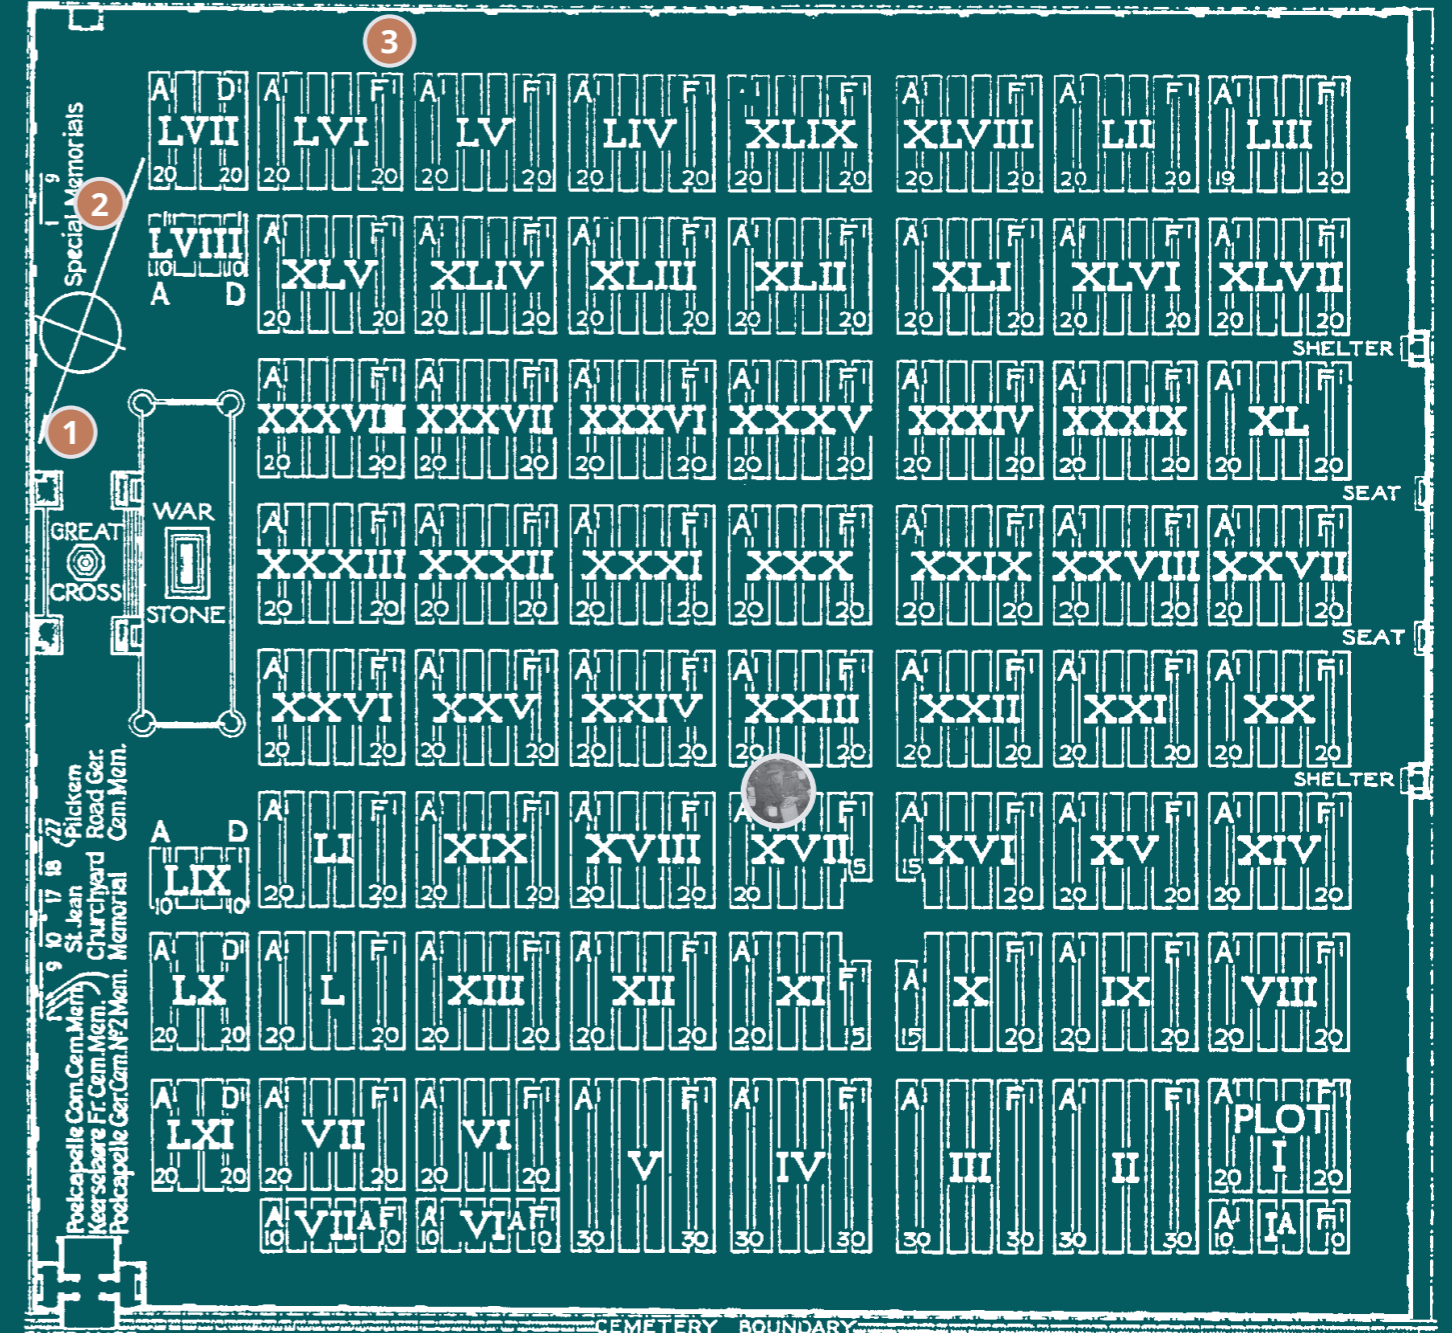 3
A D A F A F A F A F A F A F A F
LVII LVI LV LIV XLIX XLVIII LII LIII
20 20 20 20 20 20 20 20 20 20 20 20 20 20 19 20
Special Memorials
1 9
2
LVIII
10 10
A D
A F A F A F A F A F A F A F
XLV XLIV XLIII XLII XLI XLVI XLVII
20 20 20 20 20 20 20 20 20 20 20 20 20 20
SHELTER
1
A F A F A F A F A F A F A F
XXXVIII XXXVII XXXVI XXXV XXXIV XXXIX XL
20 20 20 20 20 20 20 20 20 20 20 20 20 20
SEAT
GREAT
CROSS
WAR
STONE
A F A F A F A F A F A F A F
XXXIII XXXII XXXI XXX XXIX XXVIII XXVII
20 20 20 20 20 20 20 20 20 20 20 20 20 20
SEAT
A F A F A F A F A F A F A F
XXVI XXV XXIV XXIII XXII XXI XX
20 20 20 20 20 20 20 20 20 20 20 20 20 20
SHELTER
A D
LIX
10 10
A F A F A F A F F A F A F
LI XIX XVIII XVII XVI XV XIV
15 15
20 20 20 20 20 20 20 20 20 20 20 20
A D A F A F A F A F A F A F A F
LX L XIII XII XI X IX VIII
20 20 20 20 20 20 20 20 20 15 15 20 20 20 20 20
A D A F A F A F A F A F A F A F
LXI VII VI V IV III II PLOT
I
20 20 20 20 20 20 20 20
A F A F A F
VIIA VIA IA
10 10 10 10 30 30 30 30 30 30 30 30 10 10
Poelcapelle Com.Cem.Mem.
Keerselaere Fr.Cem.Mem.
Poelcapelle Ger.Cem.Nº2 Mem.
9 10 17 18 27
St.Jean
Churchyard
Memorial
(Pilckem
Road Ger.
Cem.Mem.
CEMETERY BOUNDARY